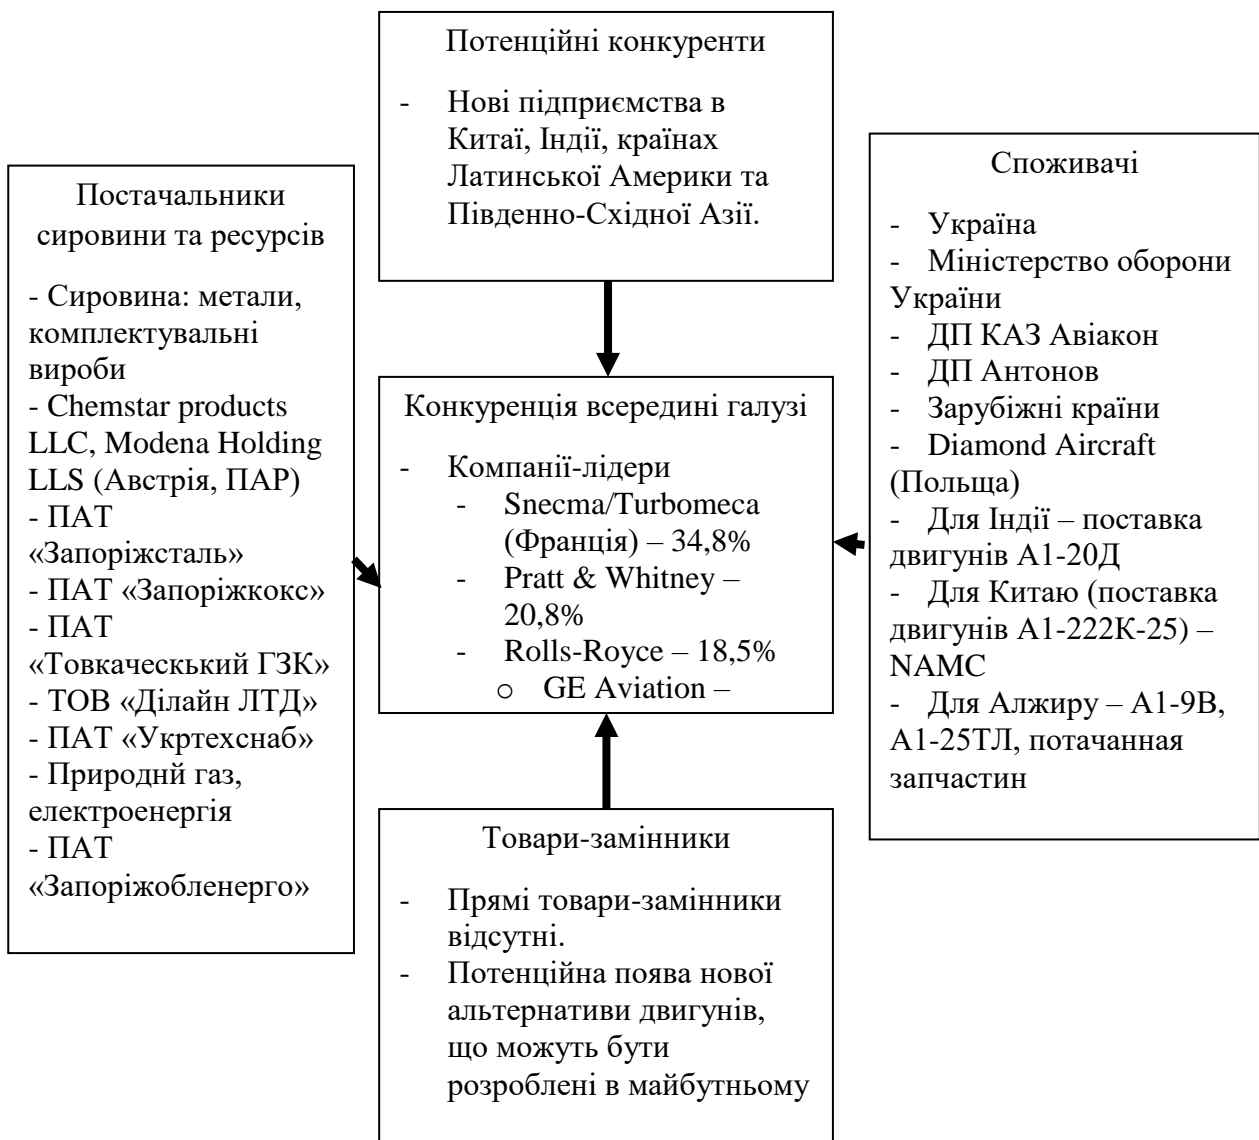 Потенційні конкуренти
- Нові підприємства в
Китаї, Індії, країнах
Латинської Америки та
Південно-Східної Азії.
Постачальники
сировини та ресурсів
- Сировина: метали,
комплектувальні
вироби
- Chemstar products
LLC, Modena Holding
LLS (Австрія, ПАР)
- ПАТ
«Запоріжсталь»
- ПАТ «Запоріжкокс»
- ПАТ
«Товкачеськький ГЗК»
- ТОВ «Ділайн ЛТД»
- ПАТ «Укртехснаб»
- Природнй газ,
електроенергія
- ПАТ
«Запоріжобленерго»
Конкуренція всередині галузі
- Компанії-лідери
- Snecma/Turbomeca
(Франція) – 34,8%
- Pratt & Whitney –
20,8%
- Rolls-Royce – 18,5%
o GE Aviation –
Споживачі
- Україна
- Міністерство оборони
України
- ДП КАЗ Авіакон
- ДП Антонов
- Зарубіжні країни
- Diamond Aircraft
(Польща)
- Для Індії – поставка
двигунів А1-20Д
- Для Китаю (поставка
двигунів А1-222К-25) –
NAMC
- Для Алжиру – А1-9В,
А1-25ТЛ, потачанная
запчастин
Товари-замінники
- Прямі товари-замінники
відсутні.
- Потенційна поява нової
альтернативи двигунів,
що можуть бути
розроблені в майбутньому